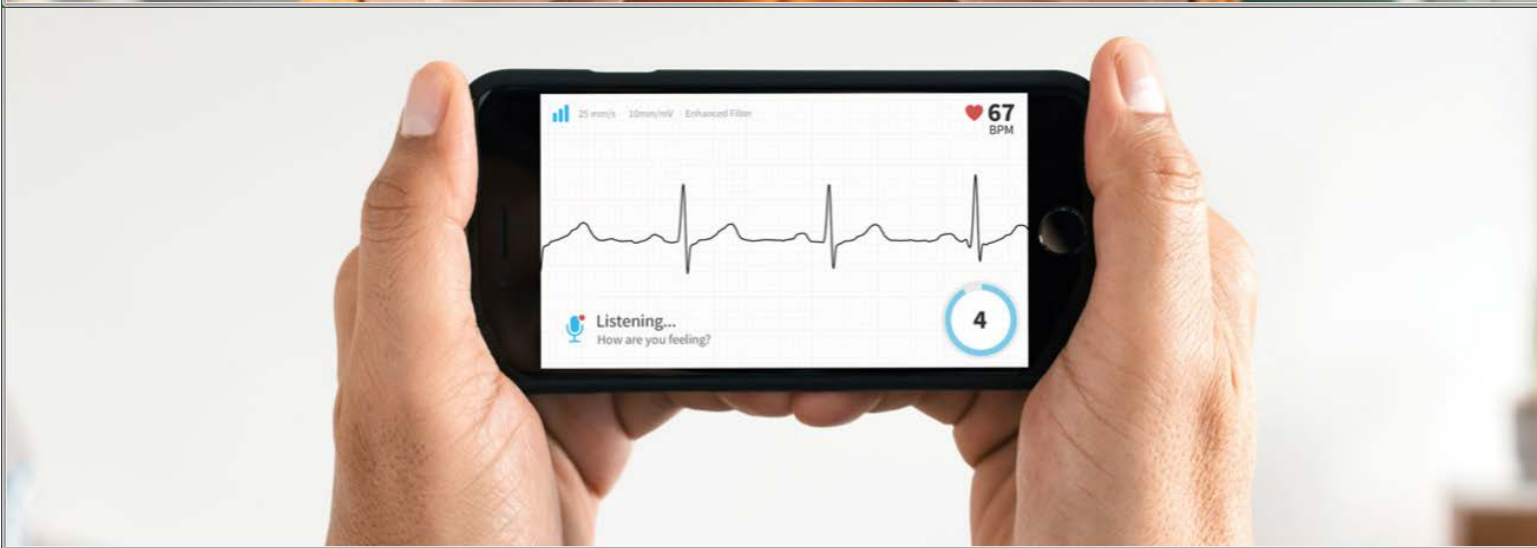 25 mm/s 10mm/mV Enhanced Filter
67
BPM
Listening...
How are you feeling?
4